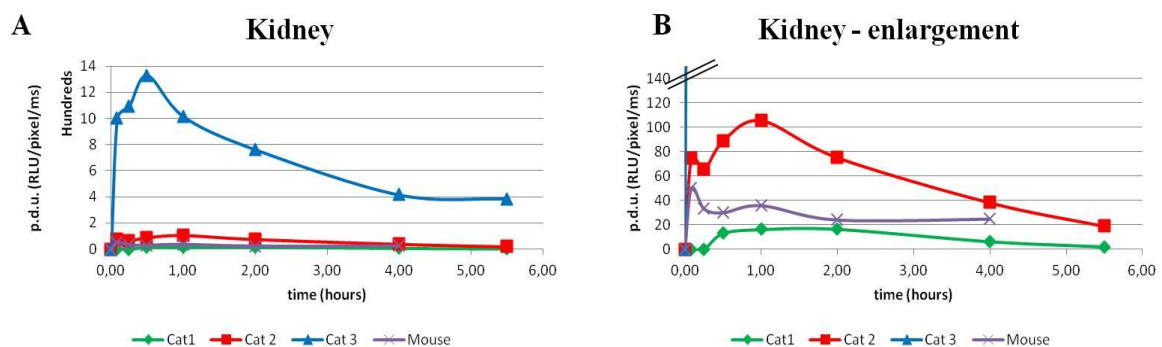 A
Kidney
p.d.u. (RLU/pixel/ms)
Hundreds
14
12
10
8
6
4
2
0
0,00 1,00 2,00 3,00 4,00 5,00 6,00
time (hours)
Cat1 Cat 2 Cat 3 Mouse
B
Kidney - enlargement
p.d.u. (RLU/pixel/ms)
140
120
100
80
60
40
20
0
0,00 1,00 2,00 3,00 4,00 5,00 6,00
time (hours)
Cat1 Cat 2 Cat 3 Mouse